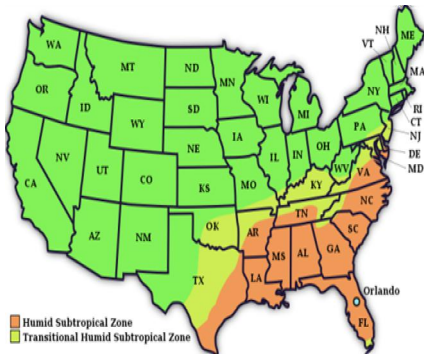 NH
ME
VT
WA
MT
ND
MN
MA
OR
ID
SD
WI
MI
NY
RI
CT
WY
IA
PA
NJ
NE
IL
IN
OH
DE
NV
UT
CO
WV
VA
MD
KS
MO
KY
CA
NC
TN
OK
AR
SC
AZ
NM
MS
AL
GA
TX
LA
Orlando
FL
Humid Subtropical Zone
Transitional Humid Subtropical Zone